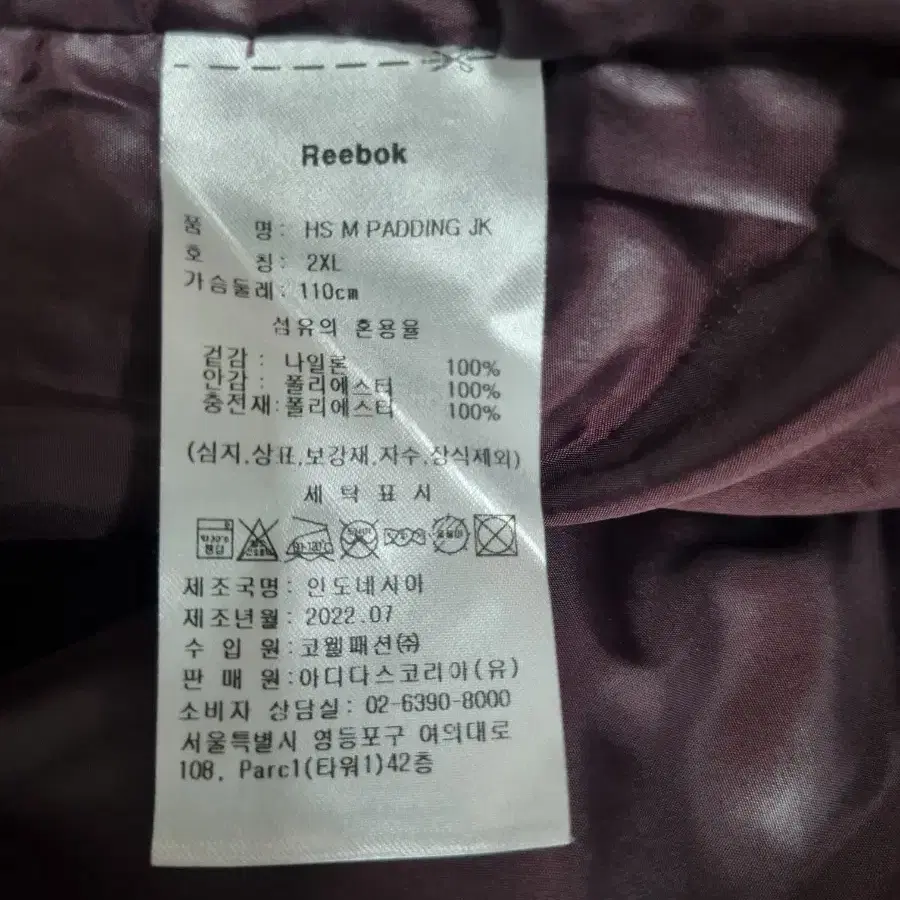 Reebok
품 명: HS M PADDING JK
호 칭: 2XL
가슴둘레: 110cm
섬유의 혼용율
겉감 : 나일론 100%
안감 : 폴리에스터 100%
충전재:폴리에스터 100%
(심지,상표,보강재,자수,장식제외)
세 탁 표 시
제조국명: 인도네시아
제조년월: 2022.07
수 입 원:코웰패션㈜
판 매 원:아디다스코리아(유)
소비자 상담실: 02-6390-8000
서울특별시 영등포구 여의대로
108, Parc1(타워1)42층